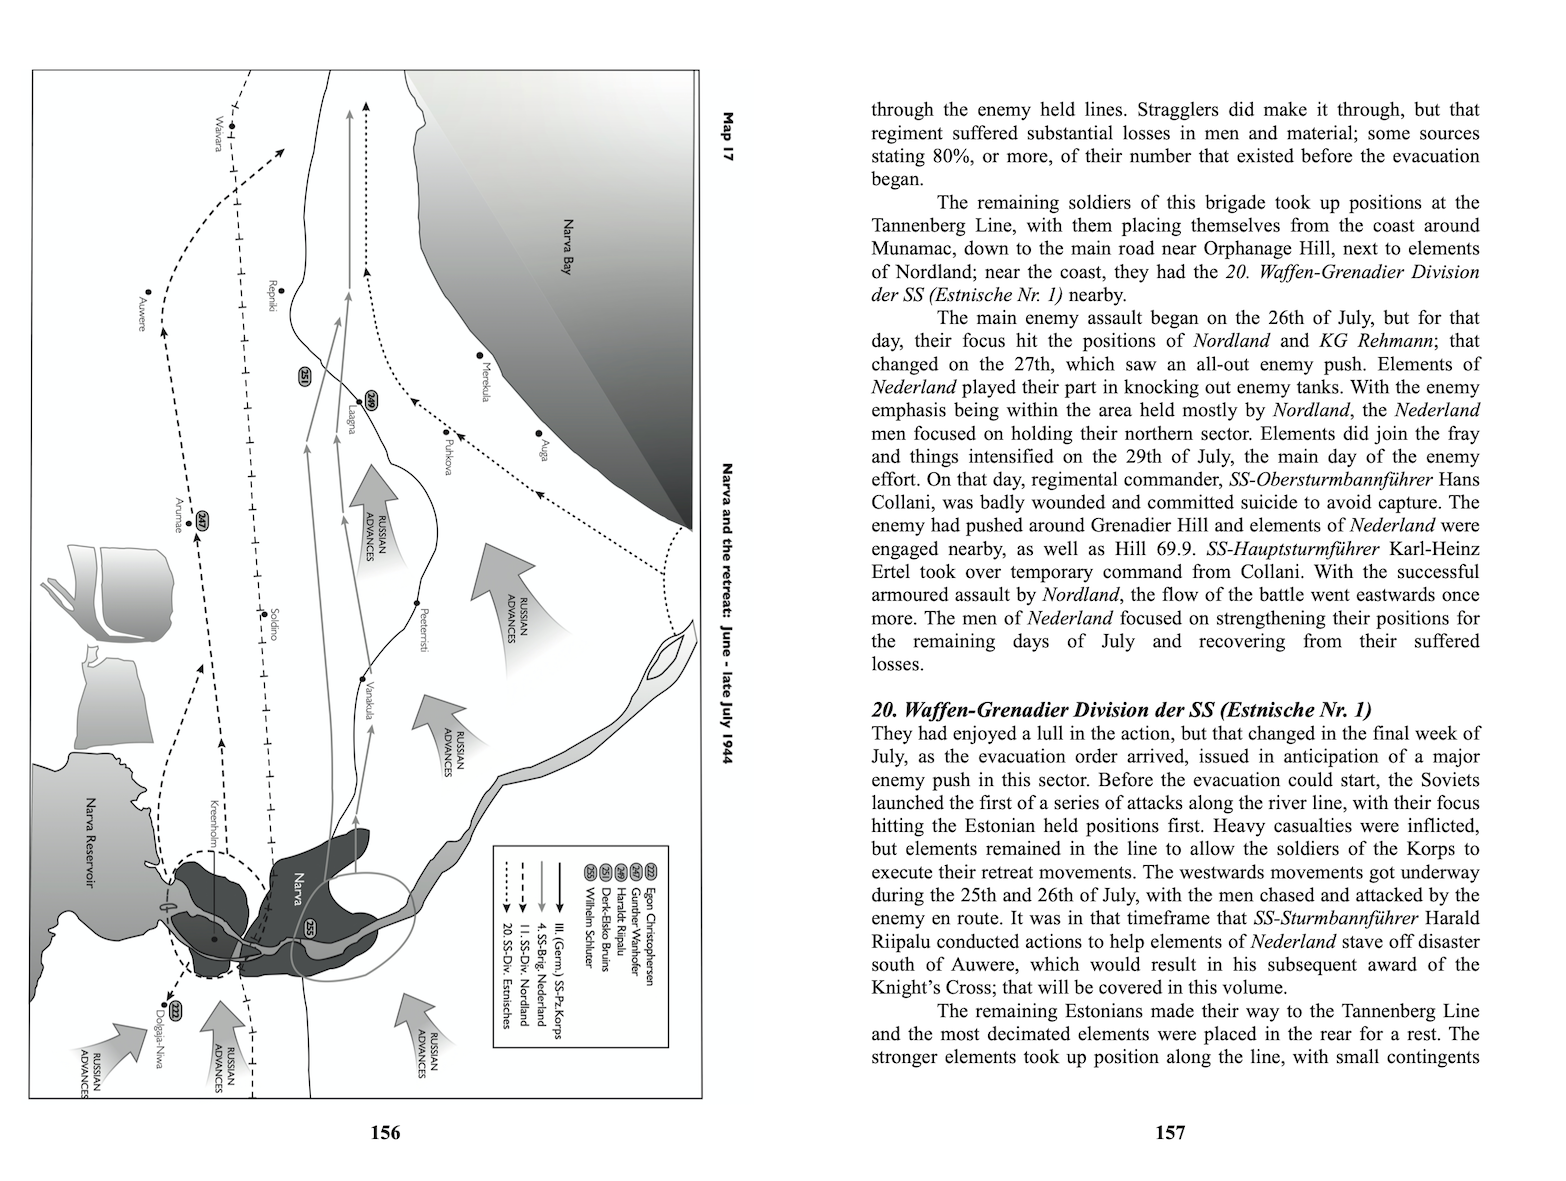 Map 17
Narva and the retreat: June - late July 1944
Narva Bay
Waivara
Repniki
Auwere
Merekula
Auga
Puhkova
Laagna
249
251
247
Arumae
Soldino
Peeterristi
Vanakula
RUSSIAN
ADVANCES
RUSSIAN
ADVANCES
RUSSIAN
ADVANCES
RUSSIAN
ADVANCES
RUSSIAN
ADVANCES
RUSSIAN
ADVANCES
Kreenholm
Narva
255
Narva Reservoir
222
Dolgaja-Niwa
222 Egon Christophersen
247 Gunther Wanhofer
249 Haraldt Riipalu
251 Derk-Elsko Bruins
255 Wilhelm Schluter
III. (Germ.) SS-Pz.Korps
4. SS-Brig. Nederland
11. SS-Div. Nordland
20. SS-Div. Estnisches
156
through the enemy held lines. Stragglers did make it through, but that
regiment suffered substantial losses in men and material; some sources
stating 80%, or more, of their number that existed before the evacuation
began.
The remaining soldiers of this brigade took up positions at the
Tannenberg Line, with them placing themselves from the coast around
Munamac, down to the main road near Orphanage Hill, next to elements
of Nordland; near the coast, they had the 20. Waffen-Grenadier Division
der SS (Estnische Nr. 1) nearby.
The main enemy assault began on the 26th of July, but for that
day, their focus hit the positions of Nordland and KG Rehmann; that
changed on the 27th, which saw an all-out enemy push. Elements of
Nederland played their part in knocking out enemy tanks. With the enemy
emphasis being within the area held mostly by Nordland, the Nederland
men focused on holding their northern sector. Elements did join the fray
and things intensified on the 29th of July, the main day of the enemy
effort. On that day, regimental commander, SS-Obersturmbannführer Hans
Collani, was badly wounded and committed suicide to avoid capture. The
enemy had pushed around Grenadier Hill and elements of Nederland were
engaged nearby, as well as Hill 69.9. SS-Hauptsturmführer Karl-Heinz
Ertel took over temporary command from Collani. With the successful
armoured assault by Nordland, the flow of the battle went eastwards once
more. The men of Nederland focused on strengthening their positions for
the remaining days of July and recovering from their suffered
losses.
20. Waffen-Grenadier Division der SS (Estnische Nr. 1)
They had enjoyed a lull in the action, but that changed in the final week of
July, as the evacuation order arrived, issued in anticipation of a major
enemy push in this sector. Before the evacuation could start, the Soviets
launched the first of a series of attacks along the river line, with their focus
hitting the Estonian held positions first. Heavy casualties were inflicted,
but elements remained in the line to allow the soldiers of the Korps to
execute their retreat movements. The westwards movements got underway
during the 25th and 26th of July, with the men chased and attacked by the
enemy en route. It was in that timeframe that SS-Sturmbannführer Harald
Riipalu conducted actions to help elements of Nederland stave off disaster
south of Auwere, which would result in his subsequent award of the
Knight’s Cross; that will be covered in this volume.
The remaining Estonians made their way to the Tannenberg Line
and the most decimated elements were placed in the rear for a rest. The
stronger elements took up position along the line, with small contingents
157